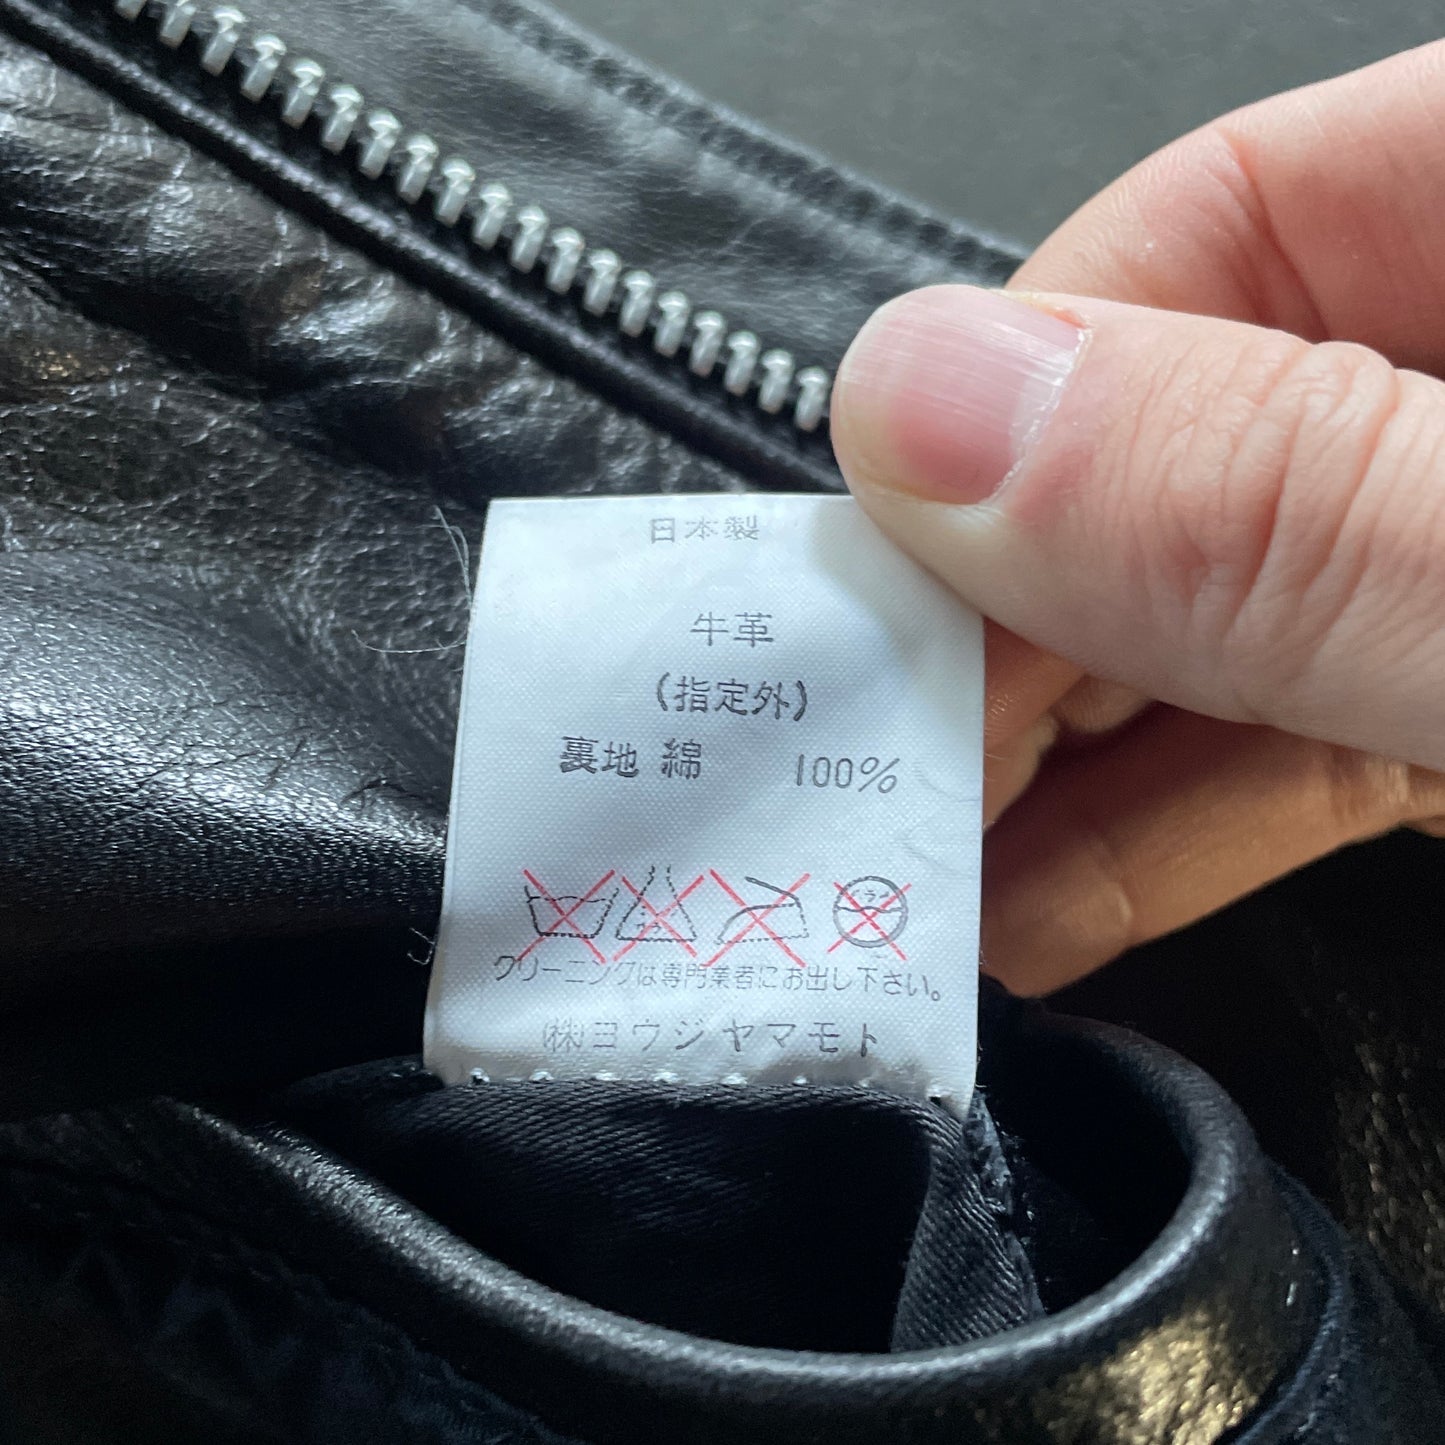 日本製
牛革
(指定外)
裏地 綿 100%
クリーニングは専門業者にお出し下さい。
(株)ヨウジヤマモト